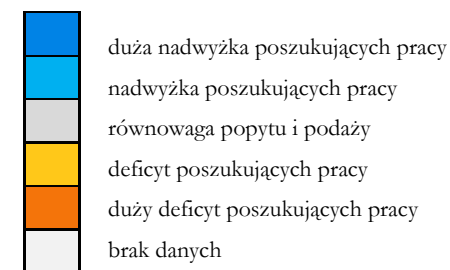 duża nadwyżka poszukujących pracy
nadwyżka poszukujących pracy
równowaga popytu i podaży
deficyt poszukujących pracy
duży deficyt poszukujących pracy
brak danych